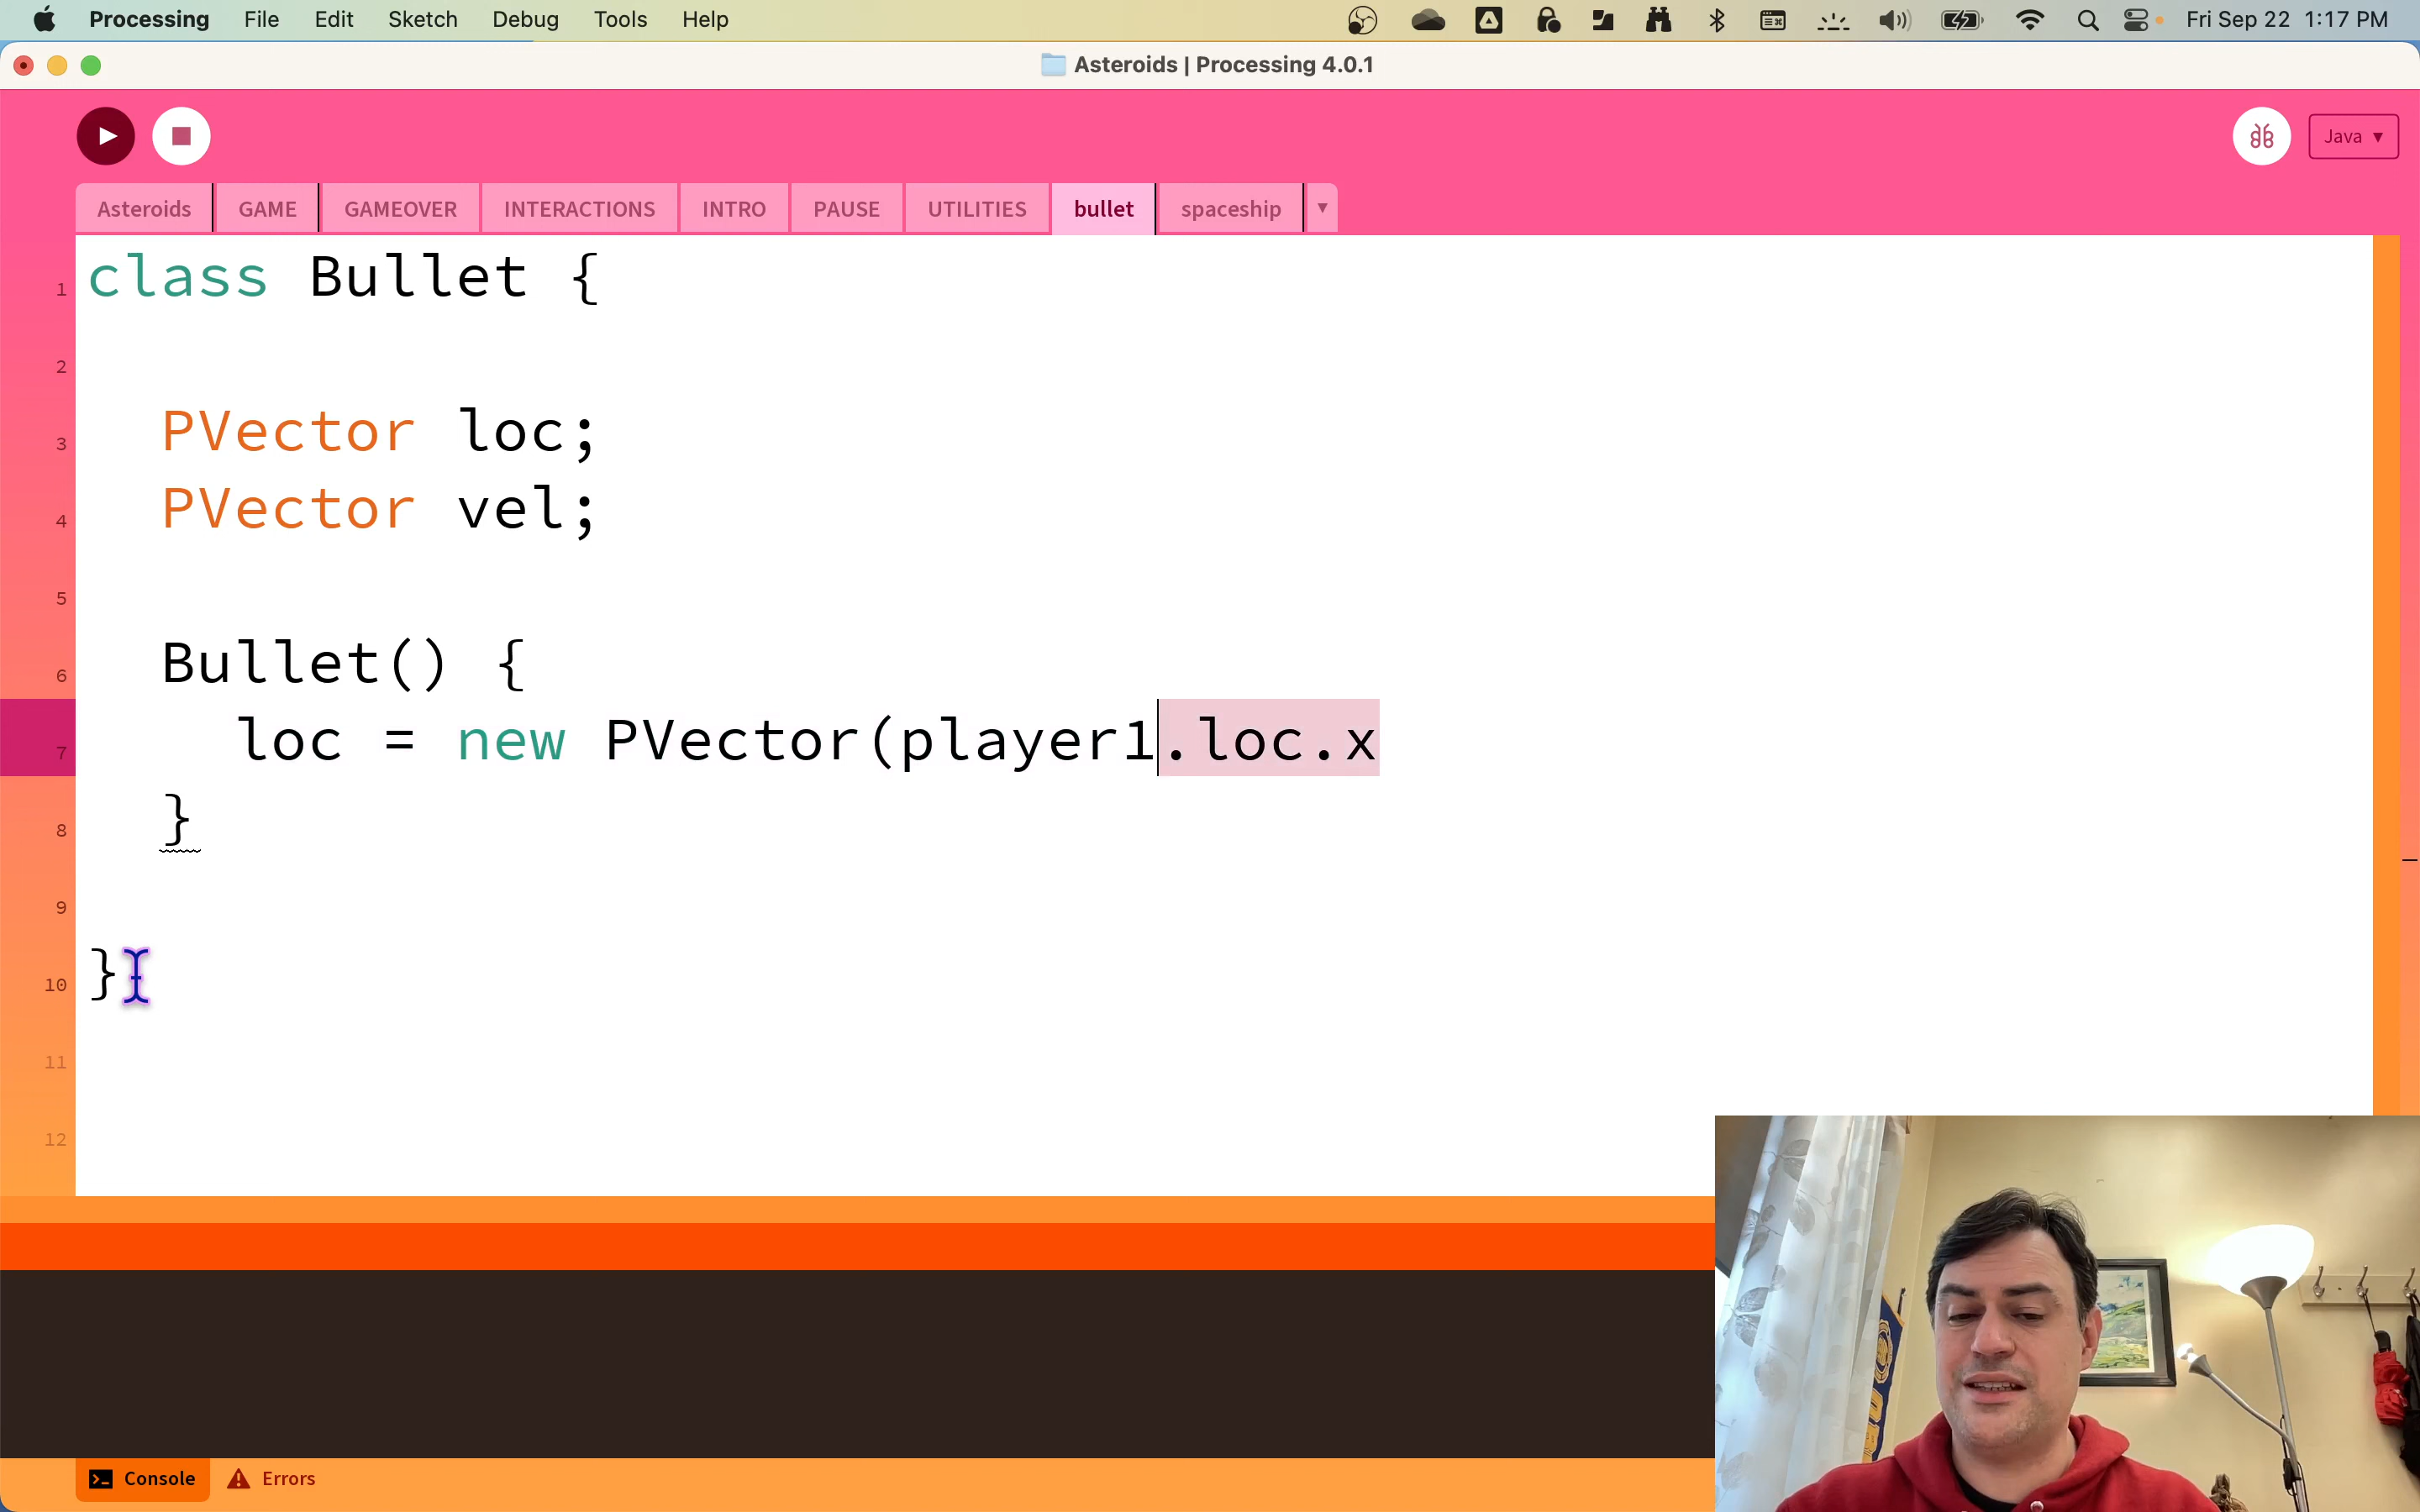 Processing File Edit Sketch Debug Tools Help Fri Sep 22 1:17 PM
Asteroids | Processing 4.0.1
Java ▼
Asteroids GAME GAMEOVER INTERACTIONS INTRO PAUSE UTILITIES bullet spaceship ▼
1 class Bullet {
2
3 PVector loc;
4 PVector vel;
5
6 Bullet() {
7 loc = new PVector(player1.loc.x
8 }
9
10 }
11
12
Console Errors